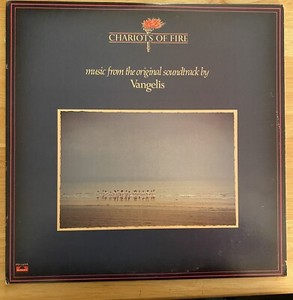 CHARIOTS OF FIRE
music from the original soundtrack by
Vangelis